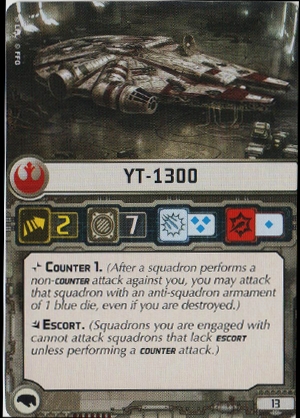 © FFG
YT-1300
2 7
COUNTER 1. (After a squadron performs a
non-COUNTER attack against you, you may attack
that squadron with an anti-squadron armament
of 1 blue die, even if you are destroyed.)
ESCORT. (Squadrons you are engaged with
cannot attack squadrons that lack ESCORT
unless performing a COUNTER attack.)
13